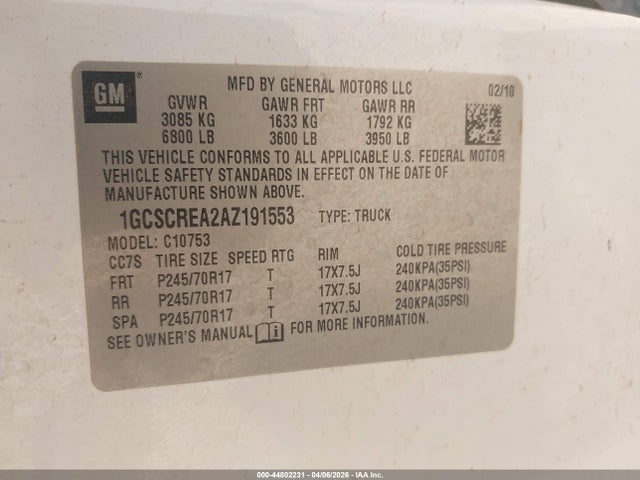 GM®
MFD BY GENERAL MOTORS LLC 02/10
GVWR GAWR FRT GAWR RR
3085 KG 1633 KG 1792 KG
6800 LB 3600 LB 3950 LB
THIS VEHICLE CONFORMS TO ALL APPLICABLE U.S. FEDERAL MOTOR
VEHICLE SAFETY STANDARDS IN EFFECT ON THE DATE OF
MANUFACTURE SHOWN ABOVE.
1GCSCREA2AZ191553 TYPE: TRUCK
MODEL: C10753
CC7S TIRE SIZE SPEED RTG RIM COLD TIRE PRESSURE
FRT P245/70R17 T 17X7.5J 240KPA(35PSI)
RR P245/70R17 T 17X7.5J 240KPA(35PSI)
SPA P245/70R17 T 17X7.5J 240KPA(35PSI)
SEE OWNER'S MANUAL FOR MORE INFORMATION.
000-44802231 - 04/06/2026 - IAA Inc.